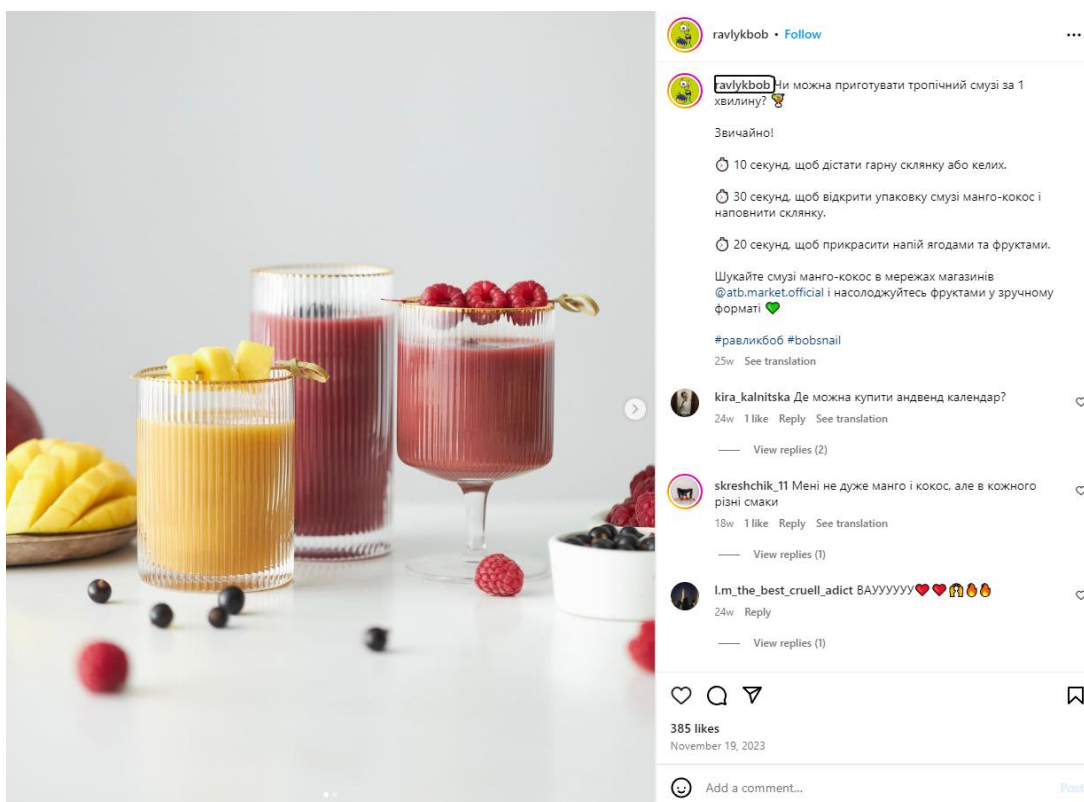 ravlykbob • Follow
ravlykbob Чи можна приготувати тропічний смузі за 1
хвилину? 🍹
Звичайно!
⏱ 10 секунд, щоб дістати гарну склянку або келих.
⏱ 30 секунд, щоб відкрити упаковку смузі манго-кокос і
наповнити склянку.
⏱ 20 секунд, щоб прикрасити напій ягодами та фруктами.
Шукайте смузі манго-кокос в мережах магазинів
@atb.market.official і насолоджуйтесь фруктами у зручному
форматі 💚
#равликбоб #bobsnail
25w See translation
kira_kalnitska Де можна купити андвенд календар?
24w 1 like Reply See translation
View replies (2)
skreshchik_11 Мені не дуже манго і кокос, але в кожного
різні смаки
18w 1 like Reply See translation
View replies (1)
I.m_the_best_cruell_adict ВАУУУУУУ❤️❤️🙌🔥🔥
24w Reply
View replies (1)
385 likes
November 19, 2023
Add a comment...
Post